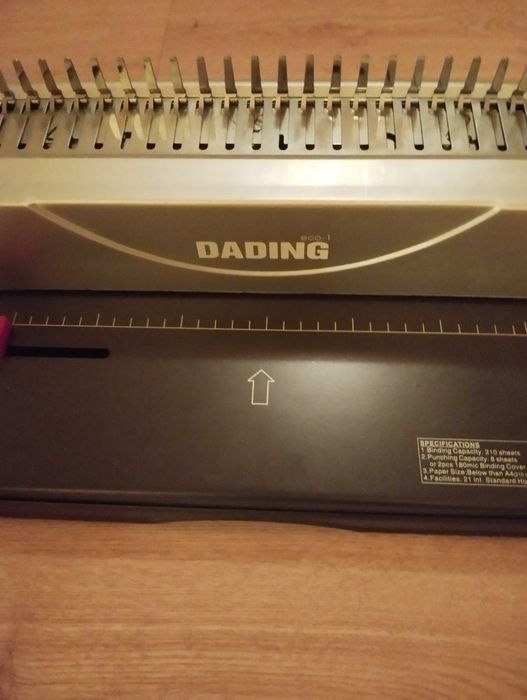 eco-1
DADING
SPECIFICATIONS
1.Binding Capacity. 210 sheets
2.Punching Capacity. 8 sheets
or 2pcs 180mic Binding Cover
3.Paper Size:Below than A4
4.Facilities. 21 int. Standard